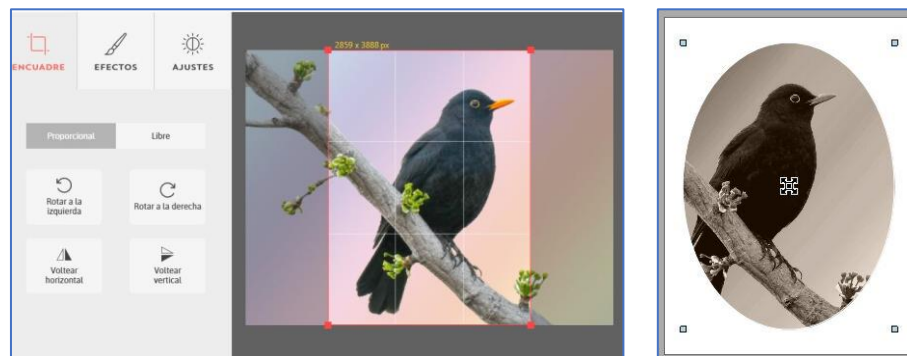 ENCUADRE
EFECTOS
AJUSTES
2859 x 3888 px
Proporcional
Libre
Rotar a la
izquierda
Rotar a la derecha
Voltear
horizontal
Voltear
vertical